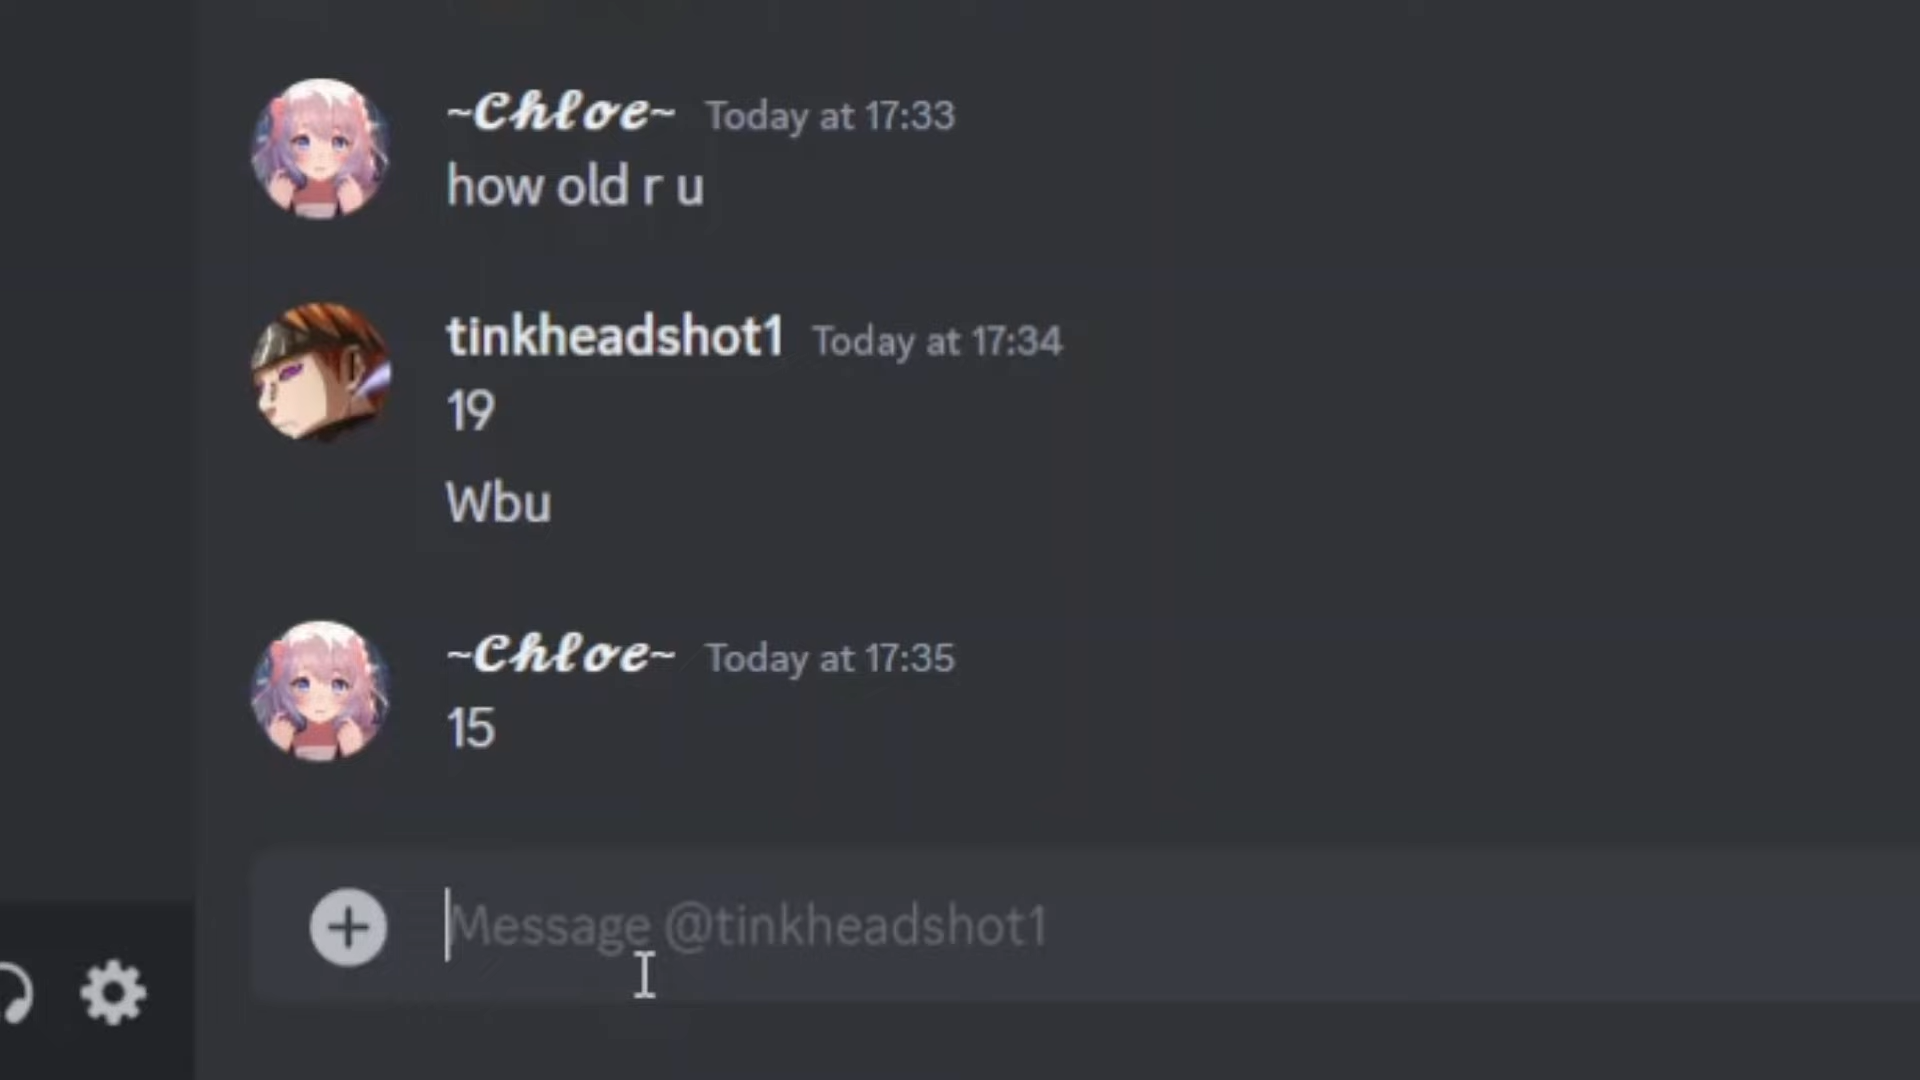 ~𝓒𝓱𝓵𝓸𝓮~ Today at 17:33
how old r u
tinkheadshot1 Today at 17:34
19
Wbu
~𝓒𝓱𝓵𝓸𝓮~ Today at 17:35
15
Message @tinkheadshot1